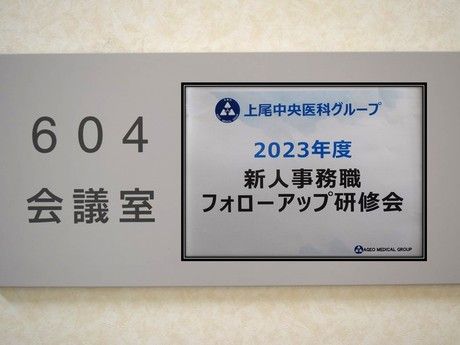 604
会議室
上尾中央医科グループ
2023年度
新人事務職
フォローアップ研修会
AGEO MEDICAL GROUP